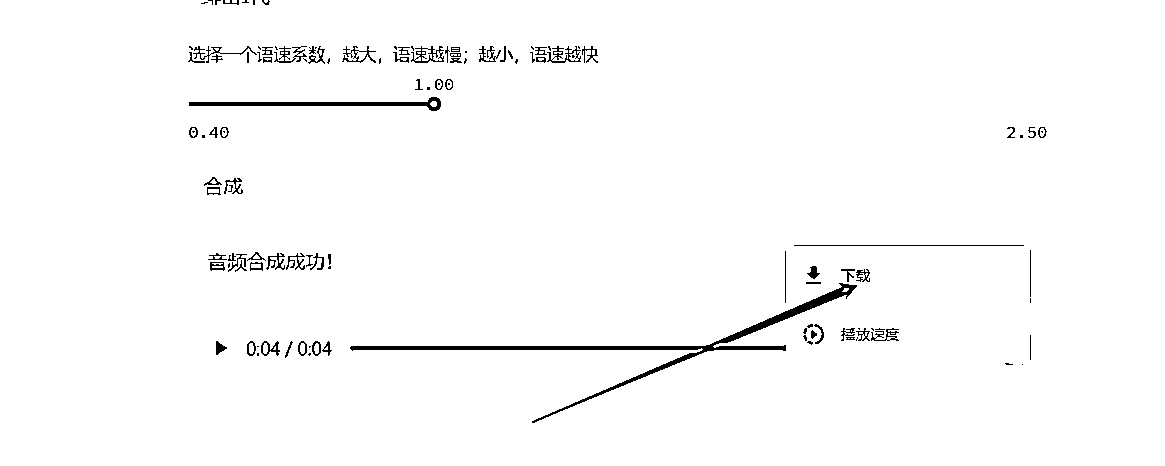 选择一个语速系数，越大，语速越慢；越小，语速越快
1.00
0.40 2.50
合成
音频合成成功！
下载
播放速度
0:04 / 0:04